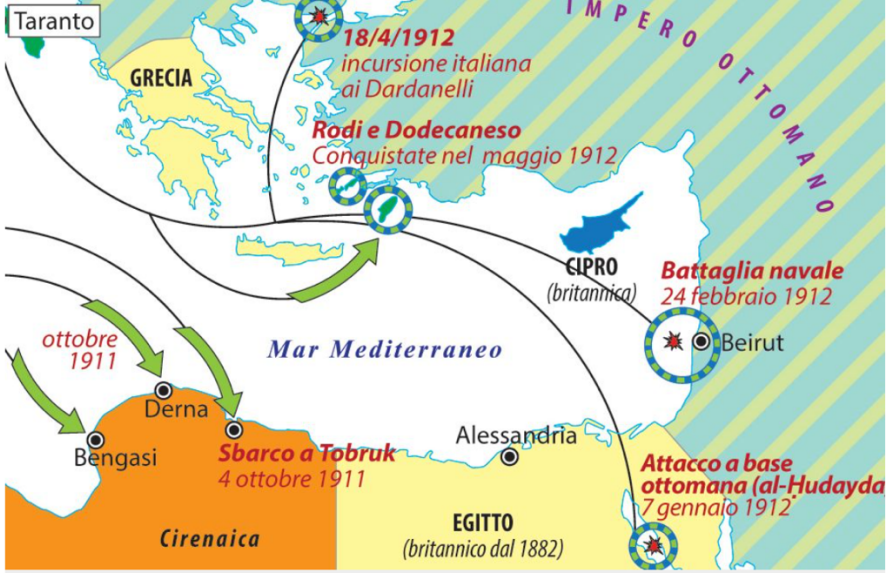 Taranto
IMPERO OTTOMANO
18/4/1912
incursione italiana
ai Dardanelli
GRECIA
Rodi e Dodecaneso
Conquistate nel maggio 1912
CIPRO
(britannica)
Battaglia navale
24 febbraio 1912
Beirut
ottobre
1911
Mar Mediterraneo
Derna
Bengasi
Sbarco a Tobruk
4 ottobre 1911
Alessandria
Attacco a base
ottomana (al-Ḥudayda
7 gennaio 1912
Cirenaica
EGITTO
(britannico dal 1882)